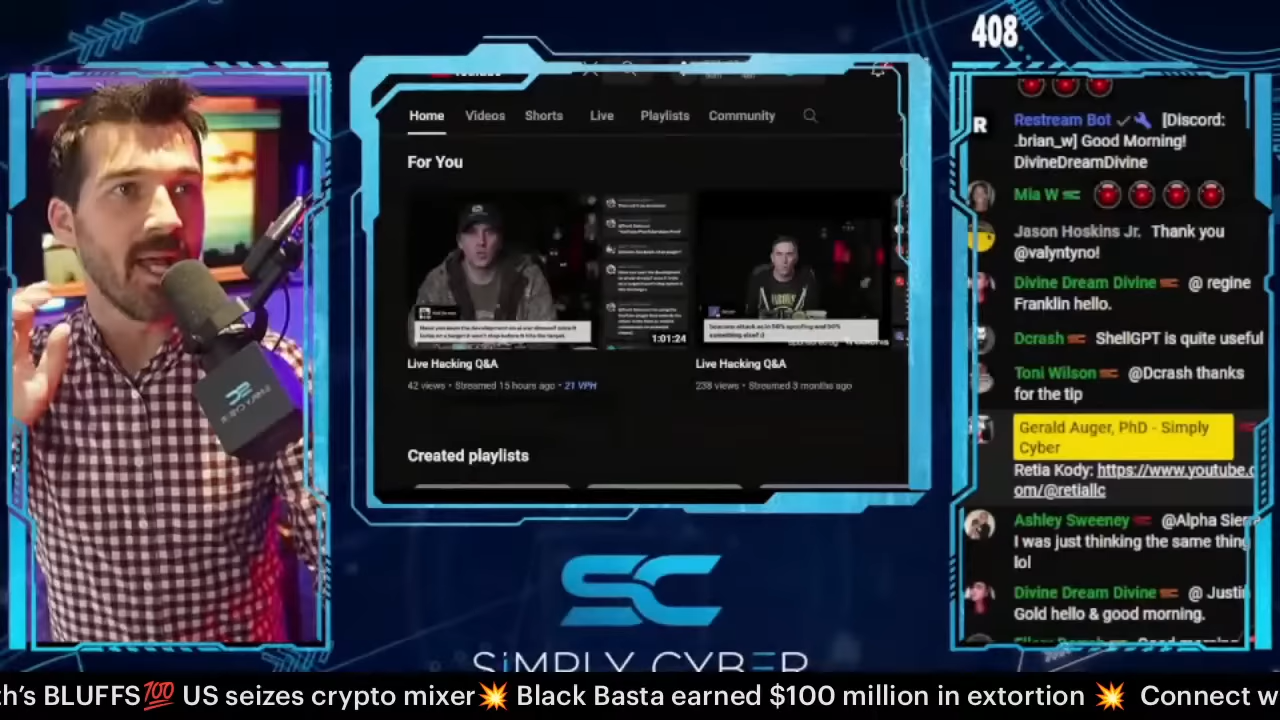 408
Home Videos Shorts Live Playlists Community
For You
1:01:24
Live Hacking Q&A
42 views • Streamed 15 hours ago • 21 VPH
Live Hacking Q&A
238 views • Streamed 3 months ago
Created playlists
SC
SiMPLY CYBER
R Restream Bot [Discord:
.brian_w] Good Morning!
DivineDreamDivine
Mia W
Jason Hoskins Jr. Thank you
@valyntyno!
Divine Dream Divine @ regine
Franklin hello.
Dcrash ShellGPT is quite useful
Toni Wilson @Dcrash thanks
for the tip
Gerald Auger, PhD - Simply
Cyber
Retia Kody: https://www.youtube.c
om/@retiallc
Ashley Sweeney @Alpha Sierra
I was just thinking the same thing
lol
Divine Dream Divine @ Justin
Gold hello & good morning.
th's BLUFFS💯 US seizes crypto mixer💥 Black Basta earned $100 million in extortion 💥 Connect w